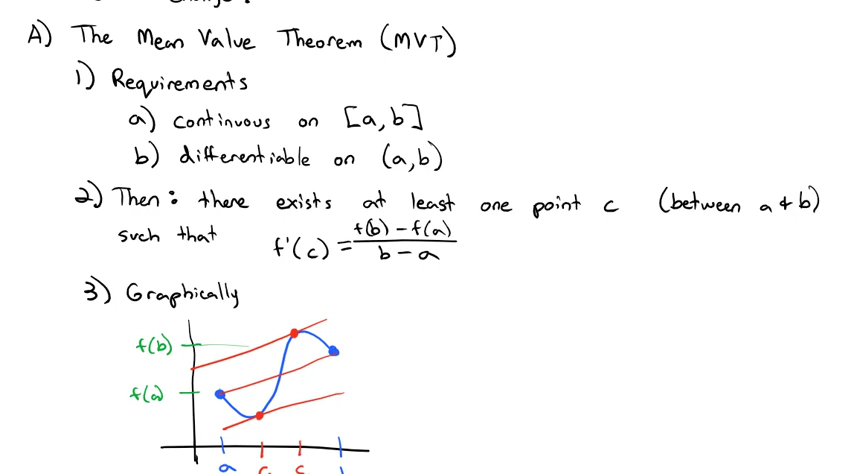 A) The Mean Value Theorem (MVT)
1) Requirements
a) continuous on [a,b]
b) differentiable on (a,b)
2) Then: there exists at least one point c (between a & b)
such that f'(c) = f(b) - f(a) / b - a
3) Graphically
f(b)
f(a)
a c c